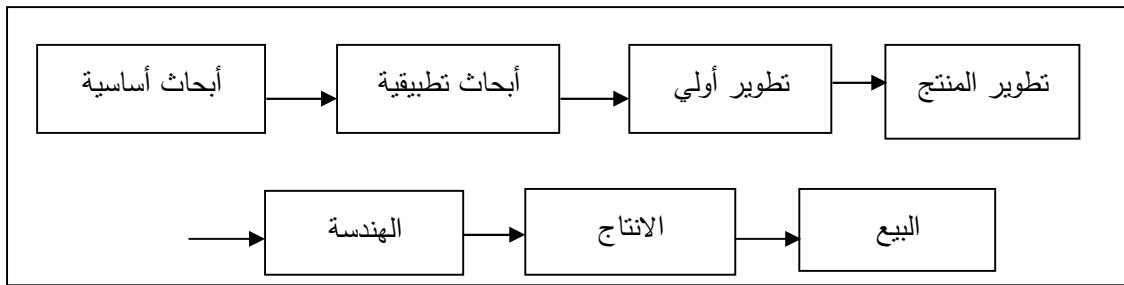 أبحاث أساسية
أبحاث تطبيقية
تطوير أولي
تطوير المنتج
الهندسة
الانتاج
البيع